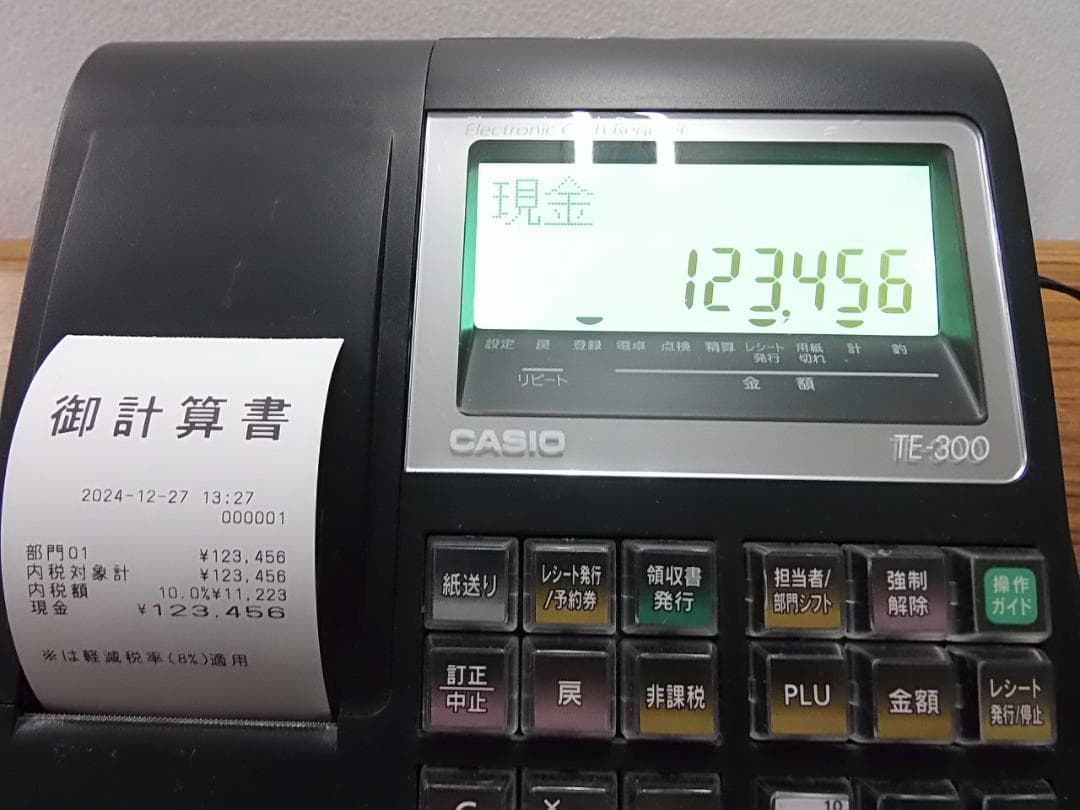 Electronic Cash Register
現金
123,456
設定 戻 登録 電卓 点検 精算 レシート発行 用紙切れ 計 釣
リピート 金額
CASIO TE-300
御計算書
2024-12-27 13:27
000001
部門01 ¥123,456
内税対象計 ¥123,456
内税額 10.0%¥11,223
現金 ¥123,456
※は軽減税率(8%)適用
紙送り
レシート発行
/予約券
領収書
発行
担当者/
部門シフト
強制
解除
操作
ガイド
訂正
中止
戻
非課税
PLU
金額
レシート
発行/停止
10